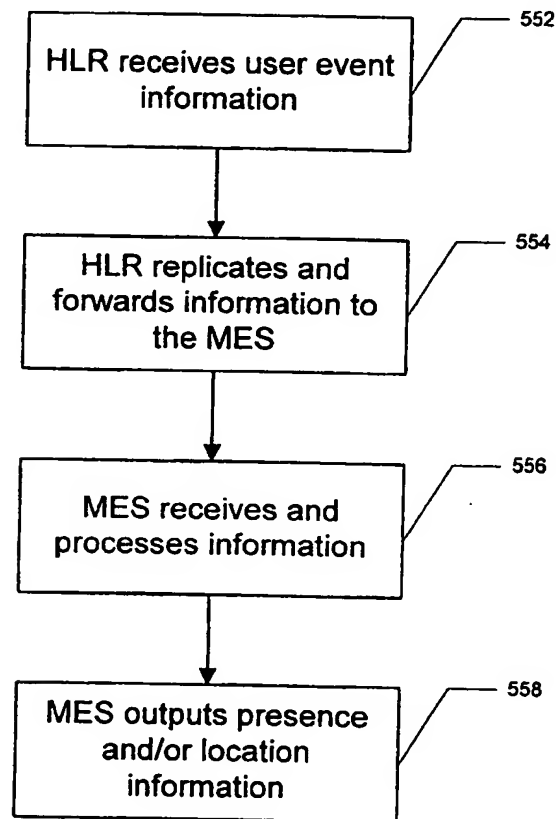 552
HLR receives user event
information
554
HLR replicates and
forwards information to
the MES
556
MES receives and
processes information
558
MES outputs presence
and/or location
information